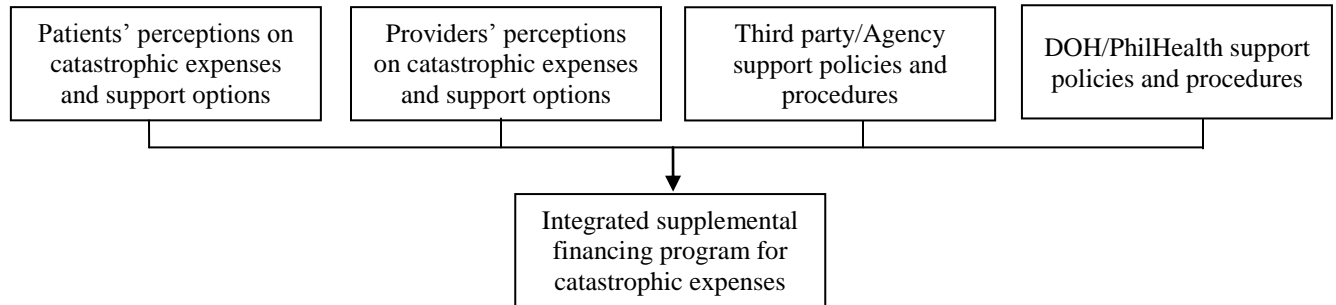 Patients’ perceptions on
catastrophic expenses
and support options
Providers’ perceptions
on catastrophic expenses
and support options
Third party/Agency
support policies and
procedures
DOH/PhilHealth support
policies and procedures
Integrated supplemental
financing program for
catastrophic expenses